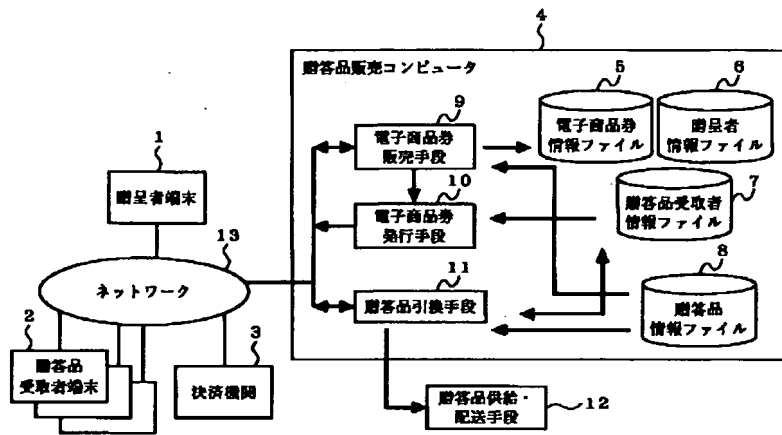 4
贈答品販売コンピュータ
5
6
電子商品券
情報ファイル
贈呈者
情報ファイル
9
電子商品券
販売手段
1
贈呈者端末
10
電子商品券
発行手段
7
贈答品受取者
情報ファイル
13
ネットワーク
11
贈答品引換手段
8
贈答品
情報ファイル
2
贈答品
受取者端末
3
決済機関
贈答品供給・
配送手段
12